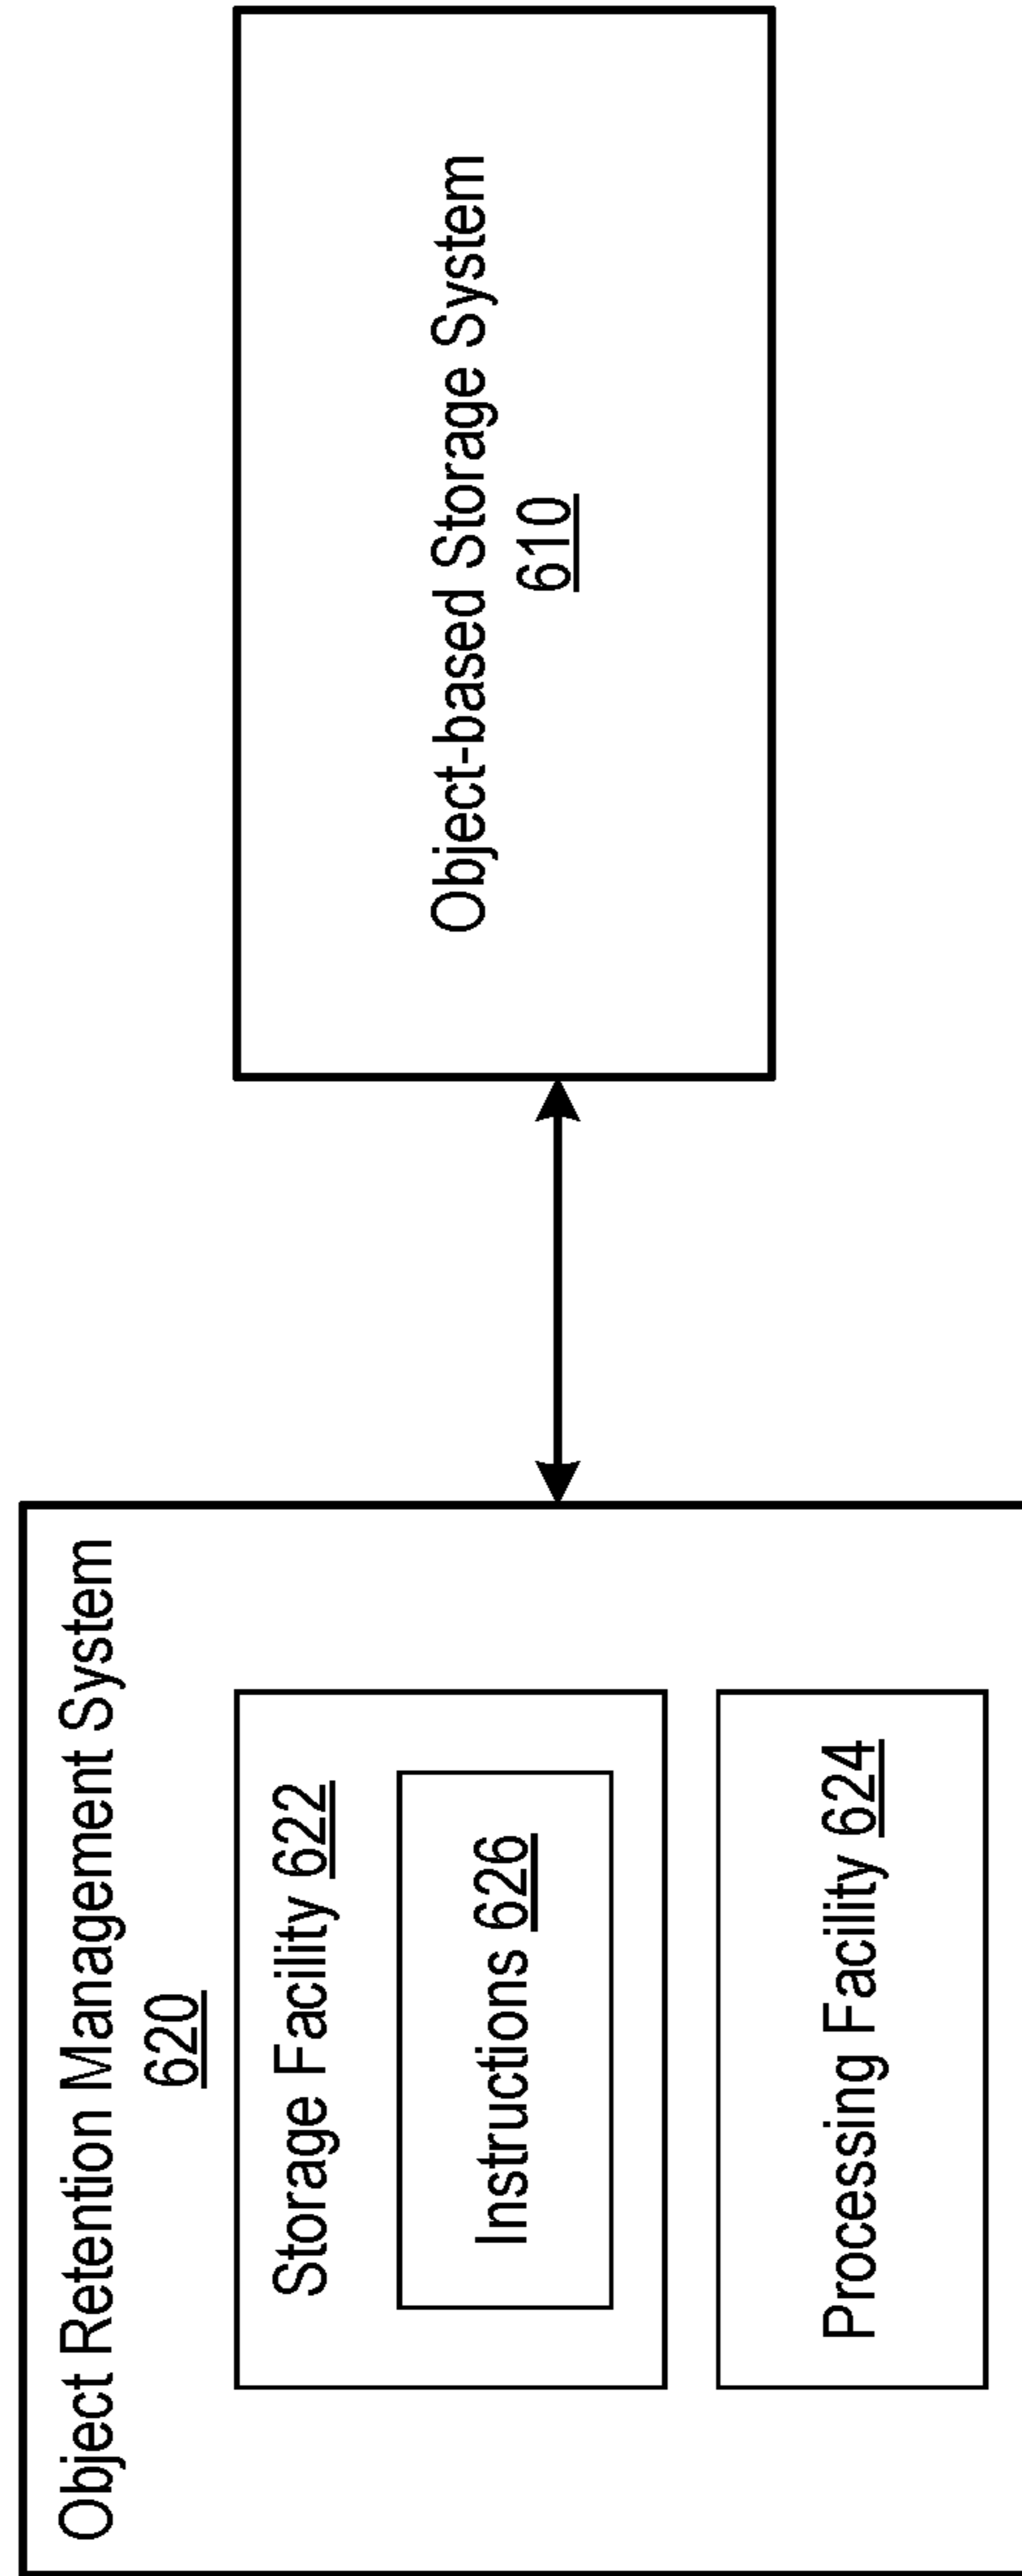 Object Retention Management System
620
Storage Facility 622
Instructions 626
Processing Facility 624
Object-based Storage System
610